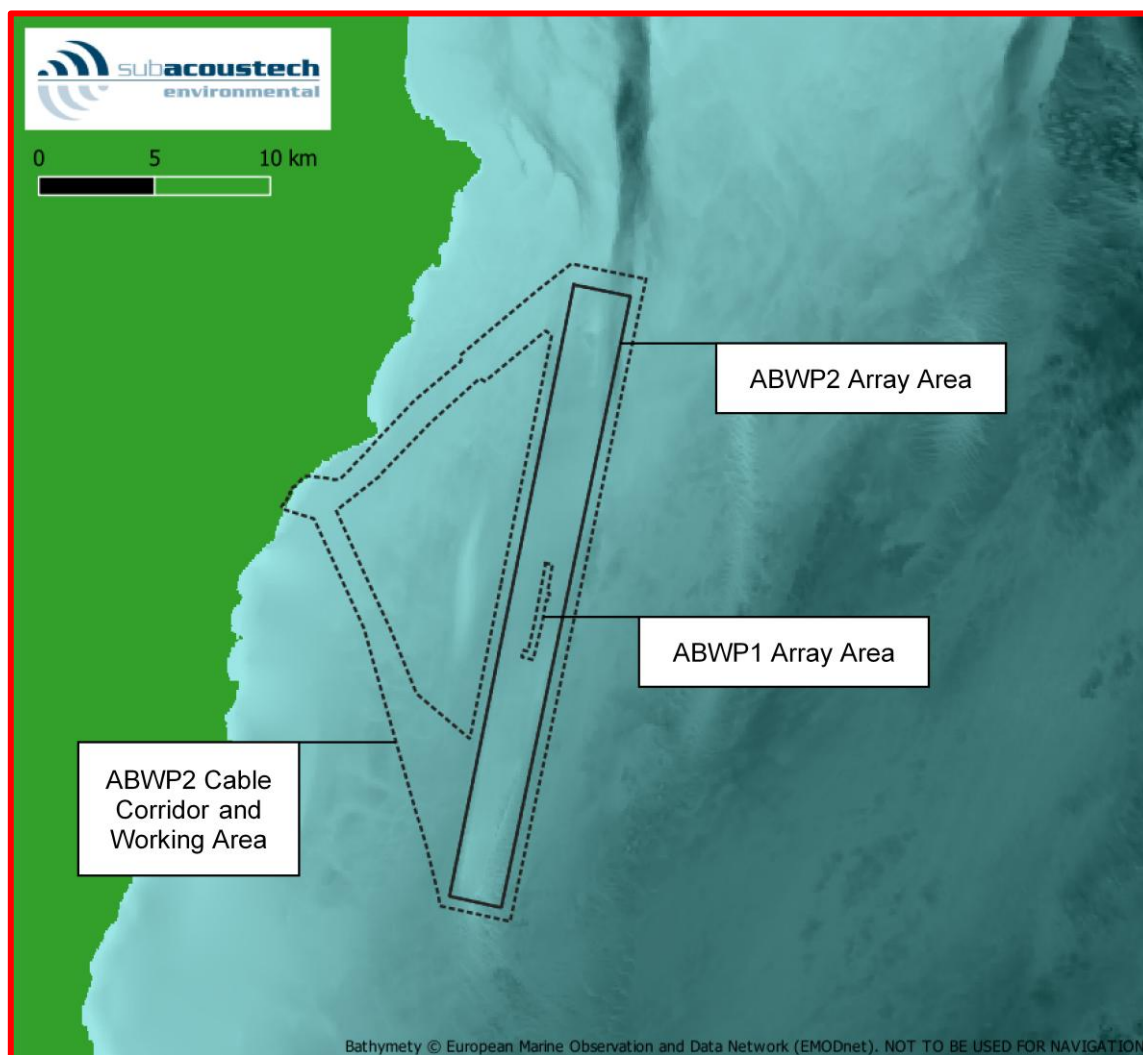 subacoustech
environmental
0 5 10 km
ABWP2 Array Area
ABWP1 Array Area
ABWP2 Cable
Corridor and
Working Area
Bathymety © European Marine Observation and Data Network (EMODnet). NOT TO BE USED FOR NAVIGATION